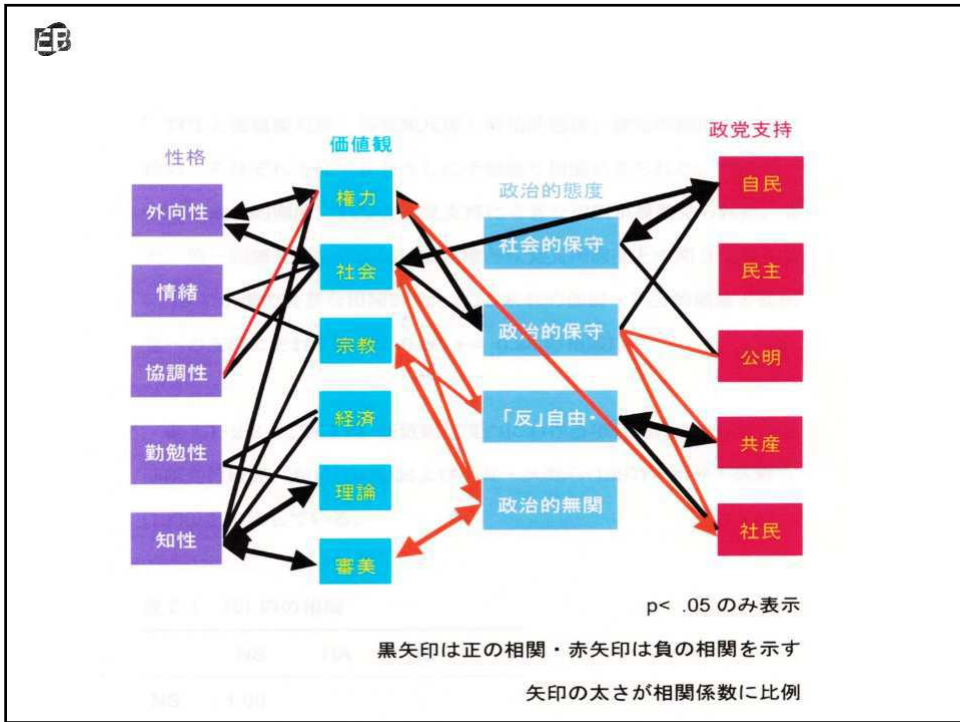 EB
性格
価値観
政治的態度
政党支持
外向性
情緒
協調性
勤勉性
知性
権力
社会
宗教
経済
理論
審美
社会的保守
政治的保守
「反」自由・
政治的無関
自民
民主
公明
共産
社民
p< .05 のみ表示
黒矢印は正の相関・赤矢印は負の相関を示す
矢印の太さが相関係数に比例